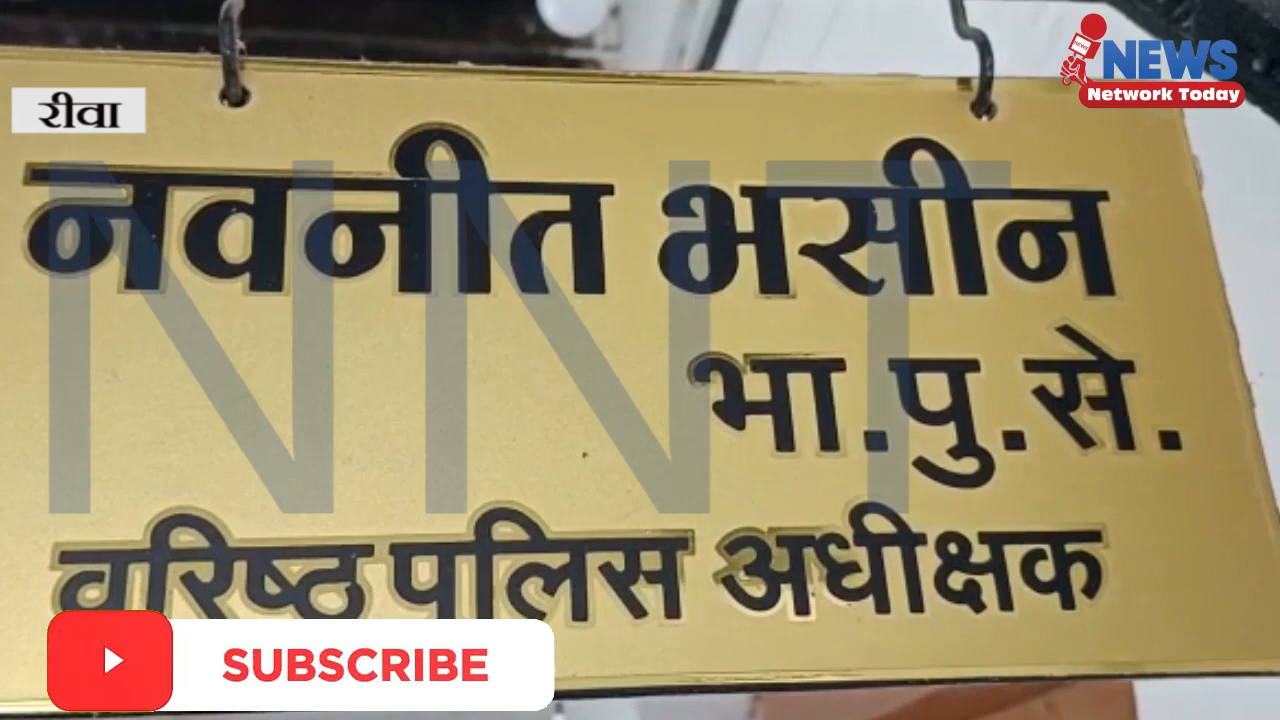 NEWS
Network Today
रीवा
नवनीत भसीन
भा.पु.से.
वरिष्ठ पुलिस अधीक्षक
NNT
SUBSCRIBE